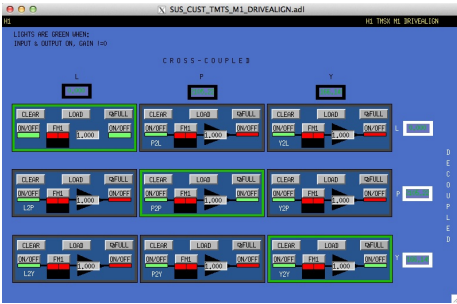 SUS_CUST_TMTS_M1_DRIVEALIGN.adl
H1
H1 TMSX M1 DRIVEALIGN
LIGHTS ARE GREEN WHEN:
INPUT & OUTPUT ON, GAIN !=0
CROSS-COUPLED
L P Y
CLEAR LOAD FULL CLEAR LOAD FULL CLEAR LOAD FULL
ON/OFF FM1 1,000 ON/OFF ON/OFF FM1 1,000 ON/OFF ON/OFF FM1 1,000 ON/OFF L
P2L Y2L
CLEAR LOAD FULL CLEAR LOAD FULL CLEAR LOAD FULL
ON/OFF FM1 1,000 ON/OFF ON/OFF FM1 1,000 ON/OFF ON/OFF FM1 1,000 ON/OFF P
L2P P2P Y2P
CLEAR LOAD FULL CLEAR LOAD FULL CLEAR LOAD FULL
ON/OFF FM1 1,000 ON/OFF ON/OFF FM1 1,000 ON/OFF ON/OFF FM1 1,000 ON/OFF Y
L2Y P2Y Y2Y
DECOUPLED